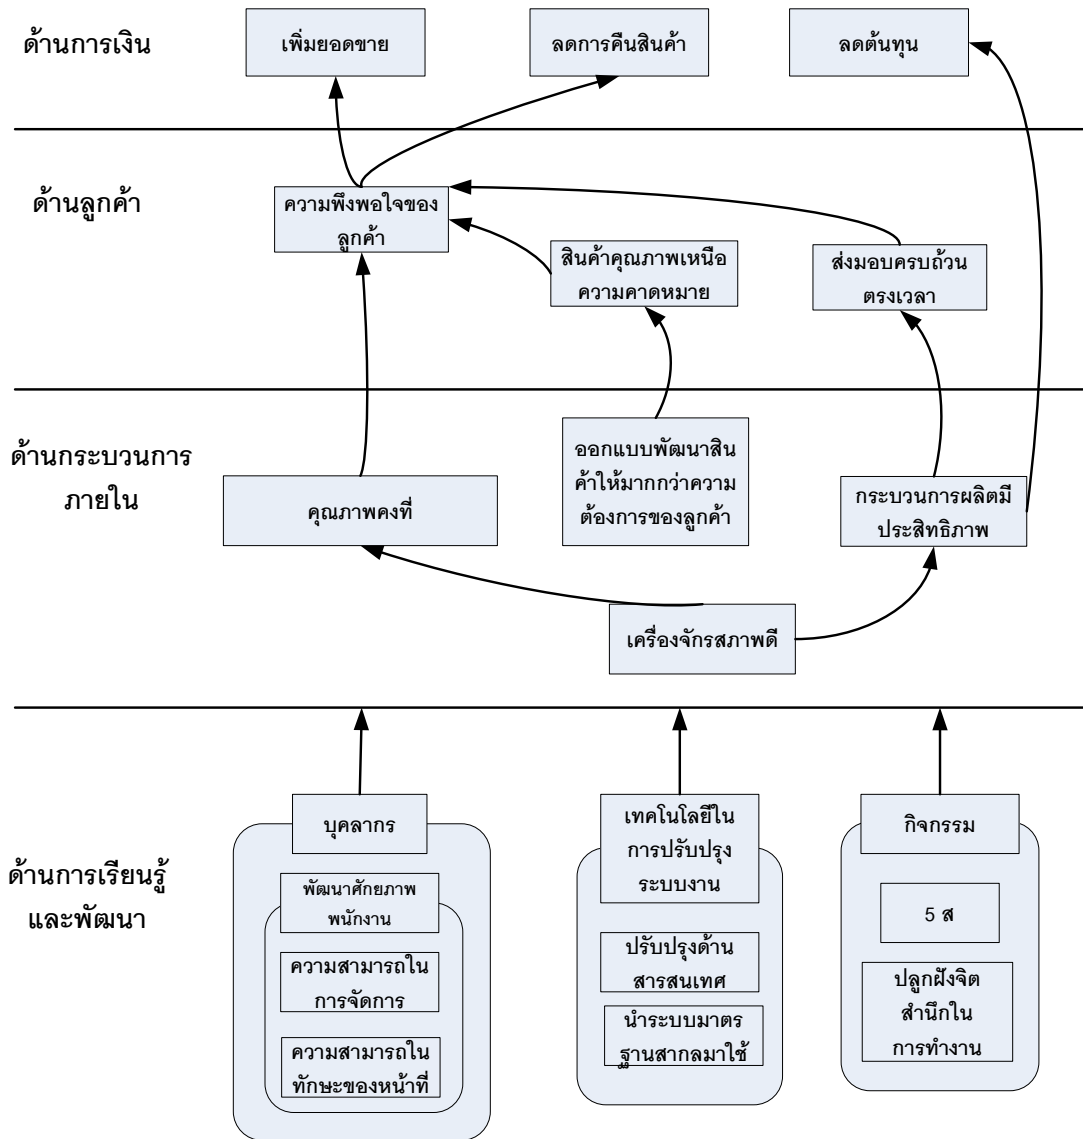 ด้านการเงิน
เพิ่มยอดขาย
ลดการคืนสินค้า
ลดต้นทุน
ด้านลูกค้า
ความพึงพอใจของ
ลูกค้า
สินค้าคุณภาพเหนือ
ความคาดหมาย
ส่งมอบครบถ้วน
ตรงเวลา
ด้านกระบวนการ
ภายใน
คุณภาพคงที่
ออกแบบพัฒนาสิน
ค้าให้มากกว่าความ
ต้องการของลูกค้า
กระบวนการผลิตมี
ประสิทธิภาพ
เครื่องจักรสภาพดี
ด้านการเรียนรู้
และพัฒนา
บุคลากร
พัฒนาศักยภาพ
พนักงาน
ความสามารถใน
การจัดการ
ความสามารถใน
ทักษะของหน้าที่
เทคโนโลยีใน
การปรับปรุง
ระบบงาน
ปรับปรุงด้าน
สารสนเทศ
นำระบบมาตร
ฐานสากลมาใช้
กิจกรรม
5 ส
ปลูกฝังจิต
สำนึกใน
การทำงาน